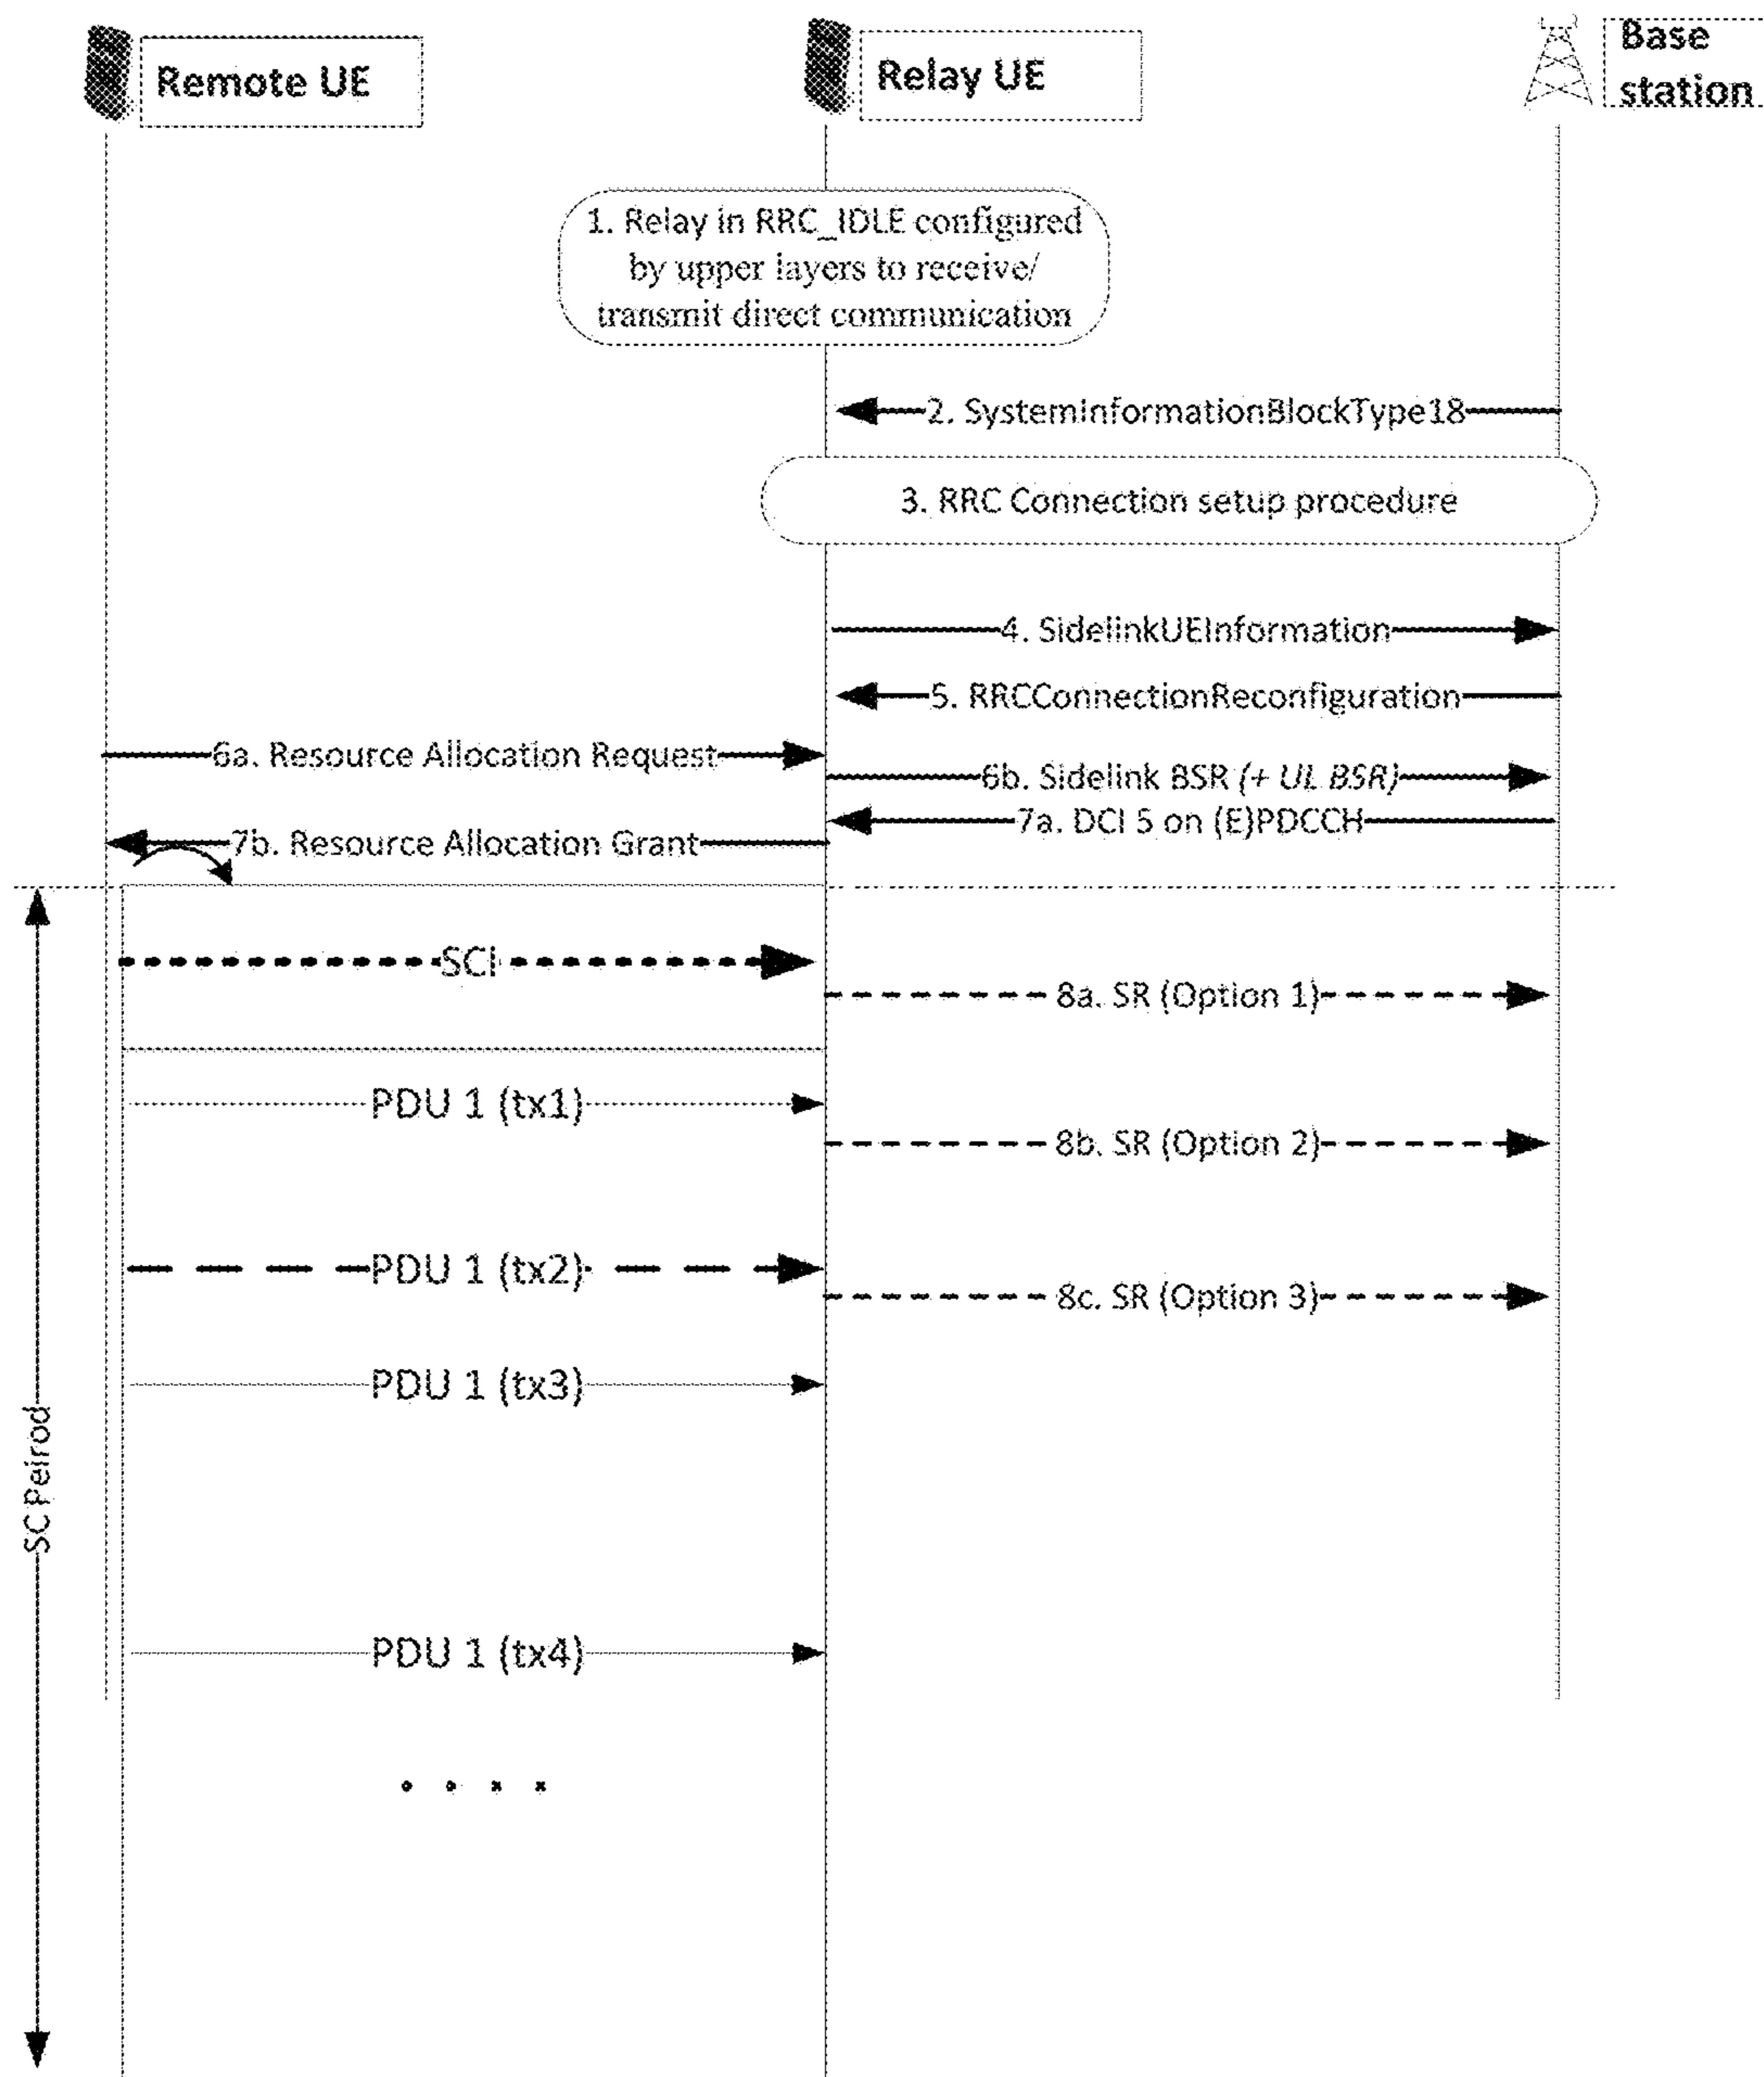 Remote UE
Relay UE
Base
station
1. Relay in RRC_IDLE configured
by upper layers to receive/
transmit direct communication
2. SystemInformationBlockType18
3. RRC Connection setup procedure
4. SidelinkUEInformation
5. RRCConnectionReconfiguration
6a. Resource Allocation Request
6b. Sidelink BSR (+ UL BSR)
7a. DCI 5 on (E)PDCCH
7b. Resource Allocation Grant
SCI
8a. SR (Option 1)
PDU 1 (tx1)
8b. SR (Option 2)
PDU 1 (tx2)
8c. SR (Option 3)
PDU 1 (tx3)
SC Peirod
PDU 1 (tx4)